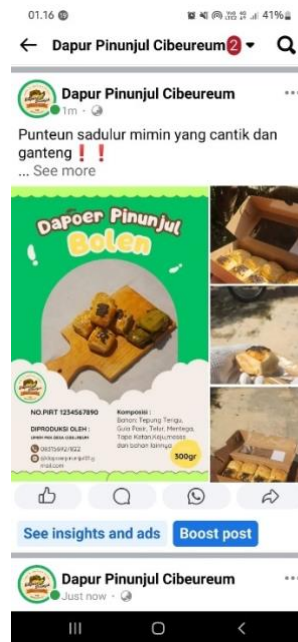 01.16
41%
Dapur Pinunjul Cibeureum 2
Dapur Pinunjul Cibeureum
1m
Punteun sadulur mimin yang cantik dan
ganteng❗❗
... See more
Dapoer Pinunjul
Bolen
NO.PIRT 1234567890
DIPRODUKSI OLEH :
Komposisi :
Bahan: Tepung Terigu,
Gula Pasir, Telur, Mentega,
Tape Ketan,Keju,messes
dan bahan lainnya
300gr
See insights and ads
Boost post
Dapur Pinunjul Cibeureum
Just now